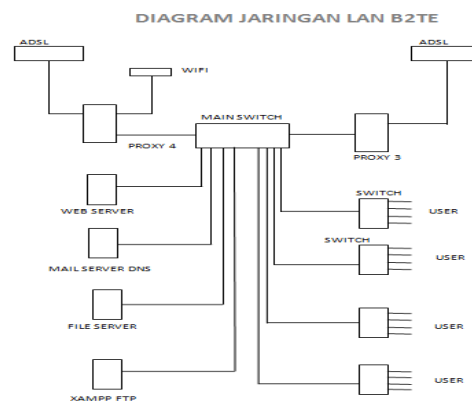 DIAGRAM JARINGAN LAN B2TE
ADSL
ADSL
WIFI
MAIN SWITCH
PROXY 4
PROXY 3
SWITCH
WEB SERVER
USER
SWITCH
MAIL SERVER DNS
USER
FILE SERVER
USER
XAMPP FTP
USER